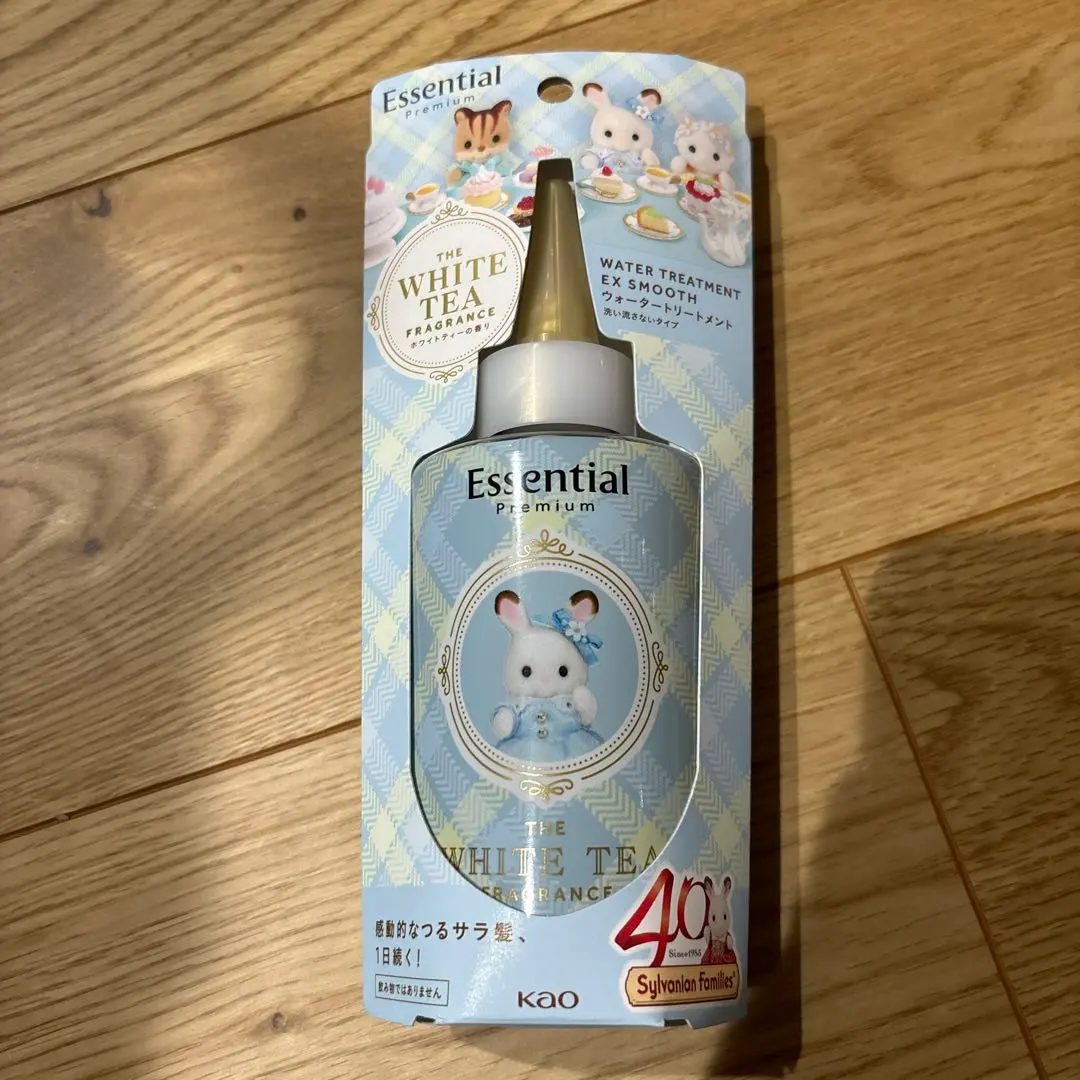 Essential
Premium
THE
WHITE
TEA
FRAGRANCE
ホワイトティーの香り
WATER TREATMENT
EX SMOOTH
ウォータートリートメント
洗い流さないタイプ
Essential
Premium
THE
WHITE TEA
FRAGRANCE
感動的なつるサラ髪、
1日続く!
飲み物ではありません
Kao
40
Since1985
Sylvanian Families